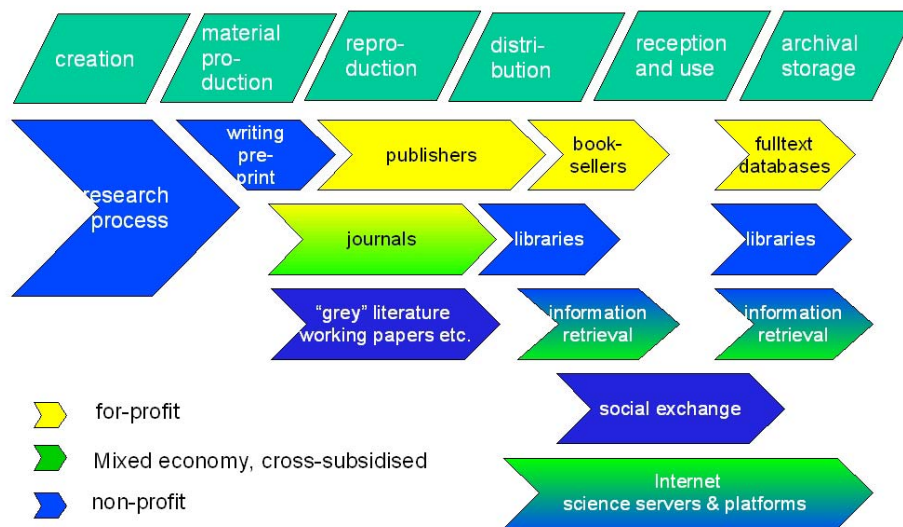 creation
material
pro-
duction
repro-
duction
distri-
bution
reception
and use
archival
storage
research
process
writing
pre-
print
publishers
book-
sellers
fulltext
databases
journals
libraries
libraries
“grey” literature
working papers etc.
information
retrieval
information
retrieval
social exchange
Internet
science servers & platforms
for-profit
Mixed economy, cross-subsidised
non-profit